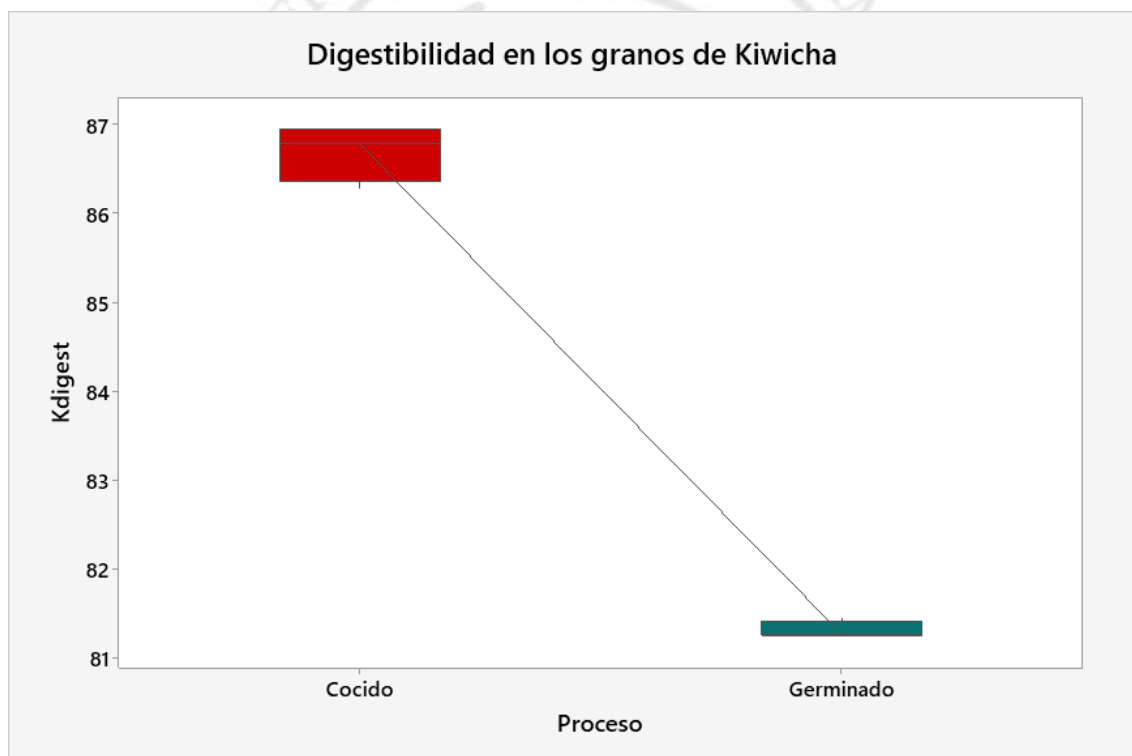 Digestibilidad en los granos de Kiwicha
87
86
85
84
83
82
81
Kdigest
Cocido
Germinado
Proceso